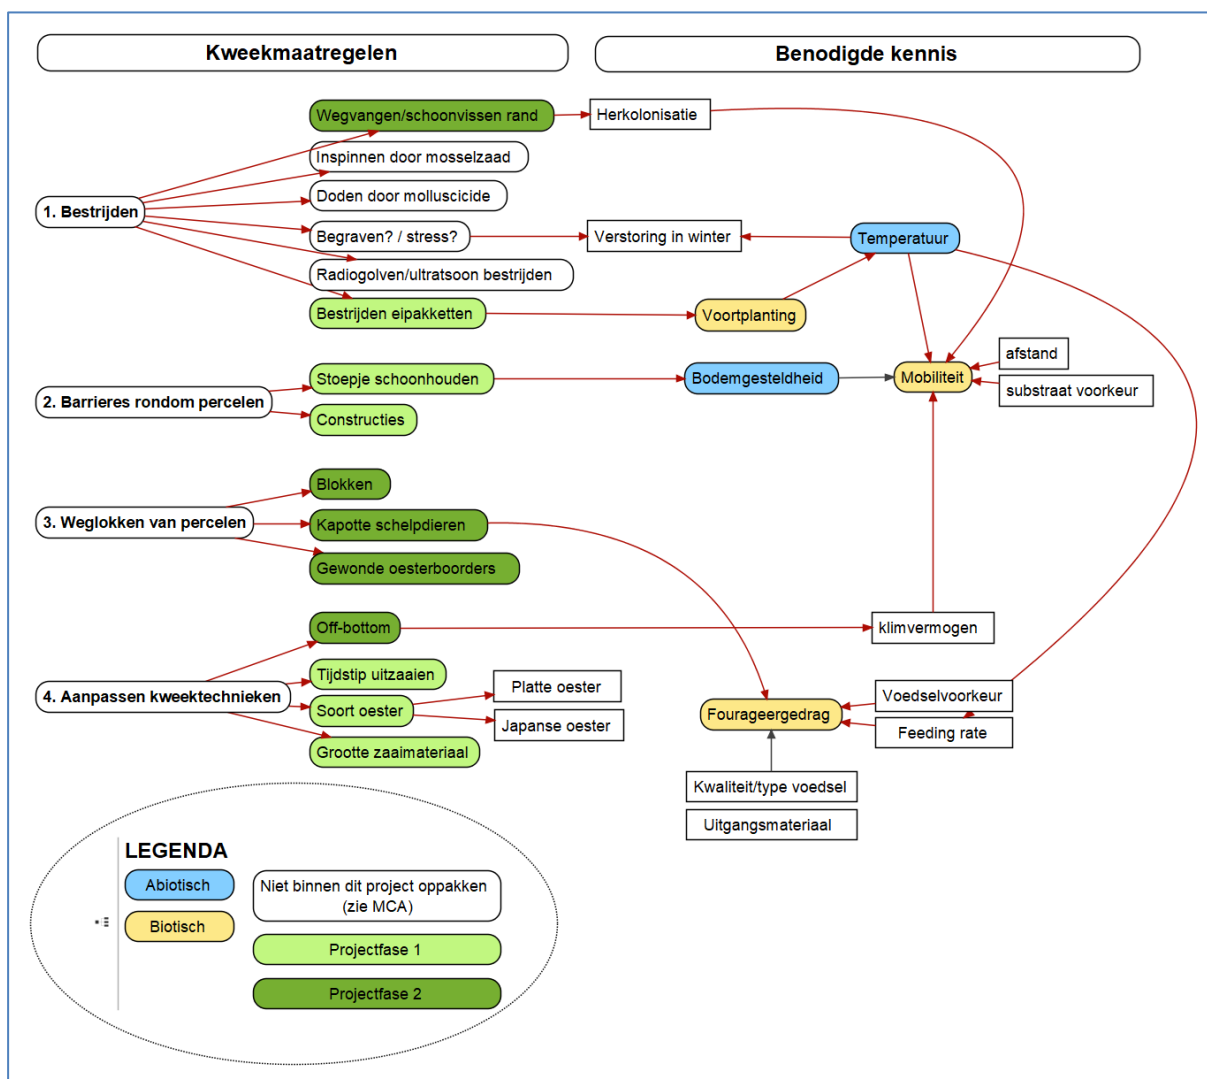 Kweekmaatregelen
Benodigde kennis
Wegvangen/schoonvissen rand
Herkolonisatie
Inspinnen door mosselzaad
Doden door molluscicide
1. Bestrijden
Begraven? / stress?
Verstoring in winter
Temperatuur
Radiogolven/ultratsoon bestrijden
Bestrijden eipakketten
Voortplanting
afstand
Stoepje schoonhouden
Bodemgesteldheid
Mobiliteit
substraat voorkeur
2. Barrieres rondom percelen
Constructies
Blokken
3. Weglokken van percelen
Kapotte schelpdieren
Gewonde oesterboorders
Off-bottom
klimvermogen
Tijdstip uitzaaien
4. Aanpassen kweektechnieken
Platte oester
Voedselvoorkeur
Soort oester
Fourageergedrag
Japanse oester
Feeding rate
Grootte zaaimateriaal
Kwaliteit/type voedsel
Uitgangsmateriaal
LEGENDA
Abiotisch
Niet binnen dit project oppakken
(zie MCA)
Biotisch
Projectfase 1
Projectfase 2